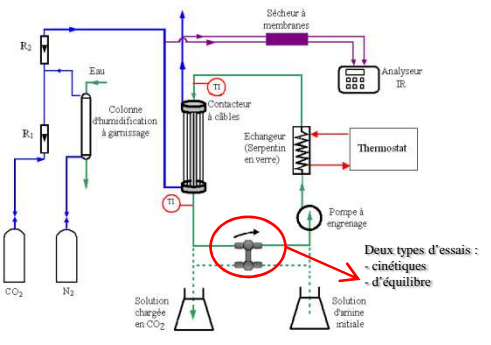 Sécheur à
membranes
R2
Eau
TI
Analyseur
IR
Contacteur
à câbles
Colonne
d'humidification
à garnissage
Echangeur
(Serpentin
en verre)
Thermostat
R1
TI
Pompe à
engrenage
Deux types d'essais :
- cinétiques
- d'équilibre
CO2
N2
Solution
chargée
en CO2
Solution
d'amine
initiale